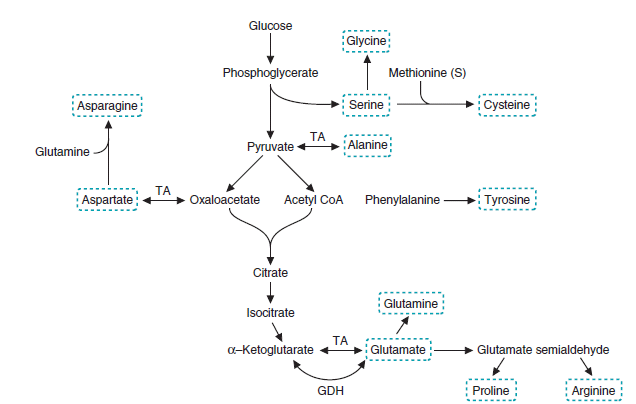 Glucose
Glycine
Phosphoglycerate
Methionine (S)
Asparagine
Serine
Cysteine
TA
Glutamine
Pyruvate
Alanine
TA
Aspartate
Oxaloacetate
Acetyl CoA
Phenylalanine
Tyrosine
Citrate
Isocitrate
Glutamine
TA
α–Ketoglutarate
Glutamate
Glutamate semialdehyde
GDH
Proline
Arginine